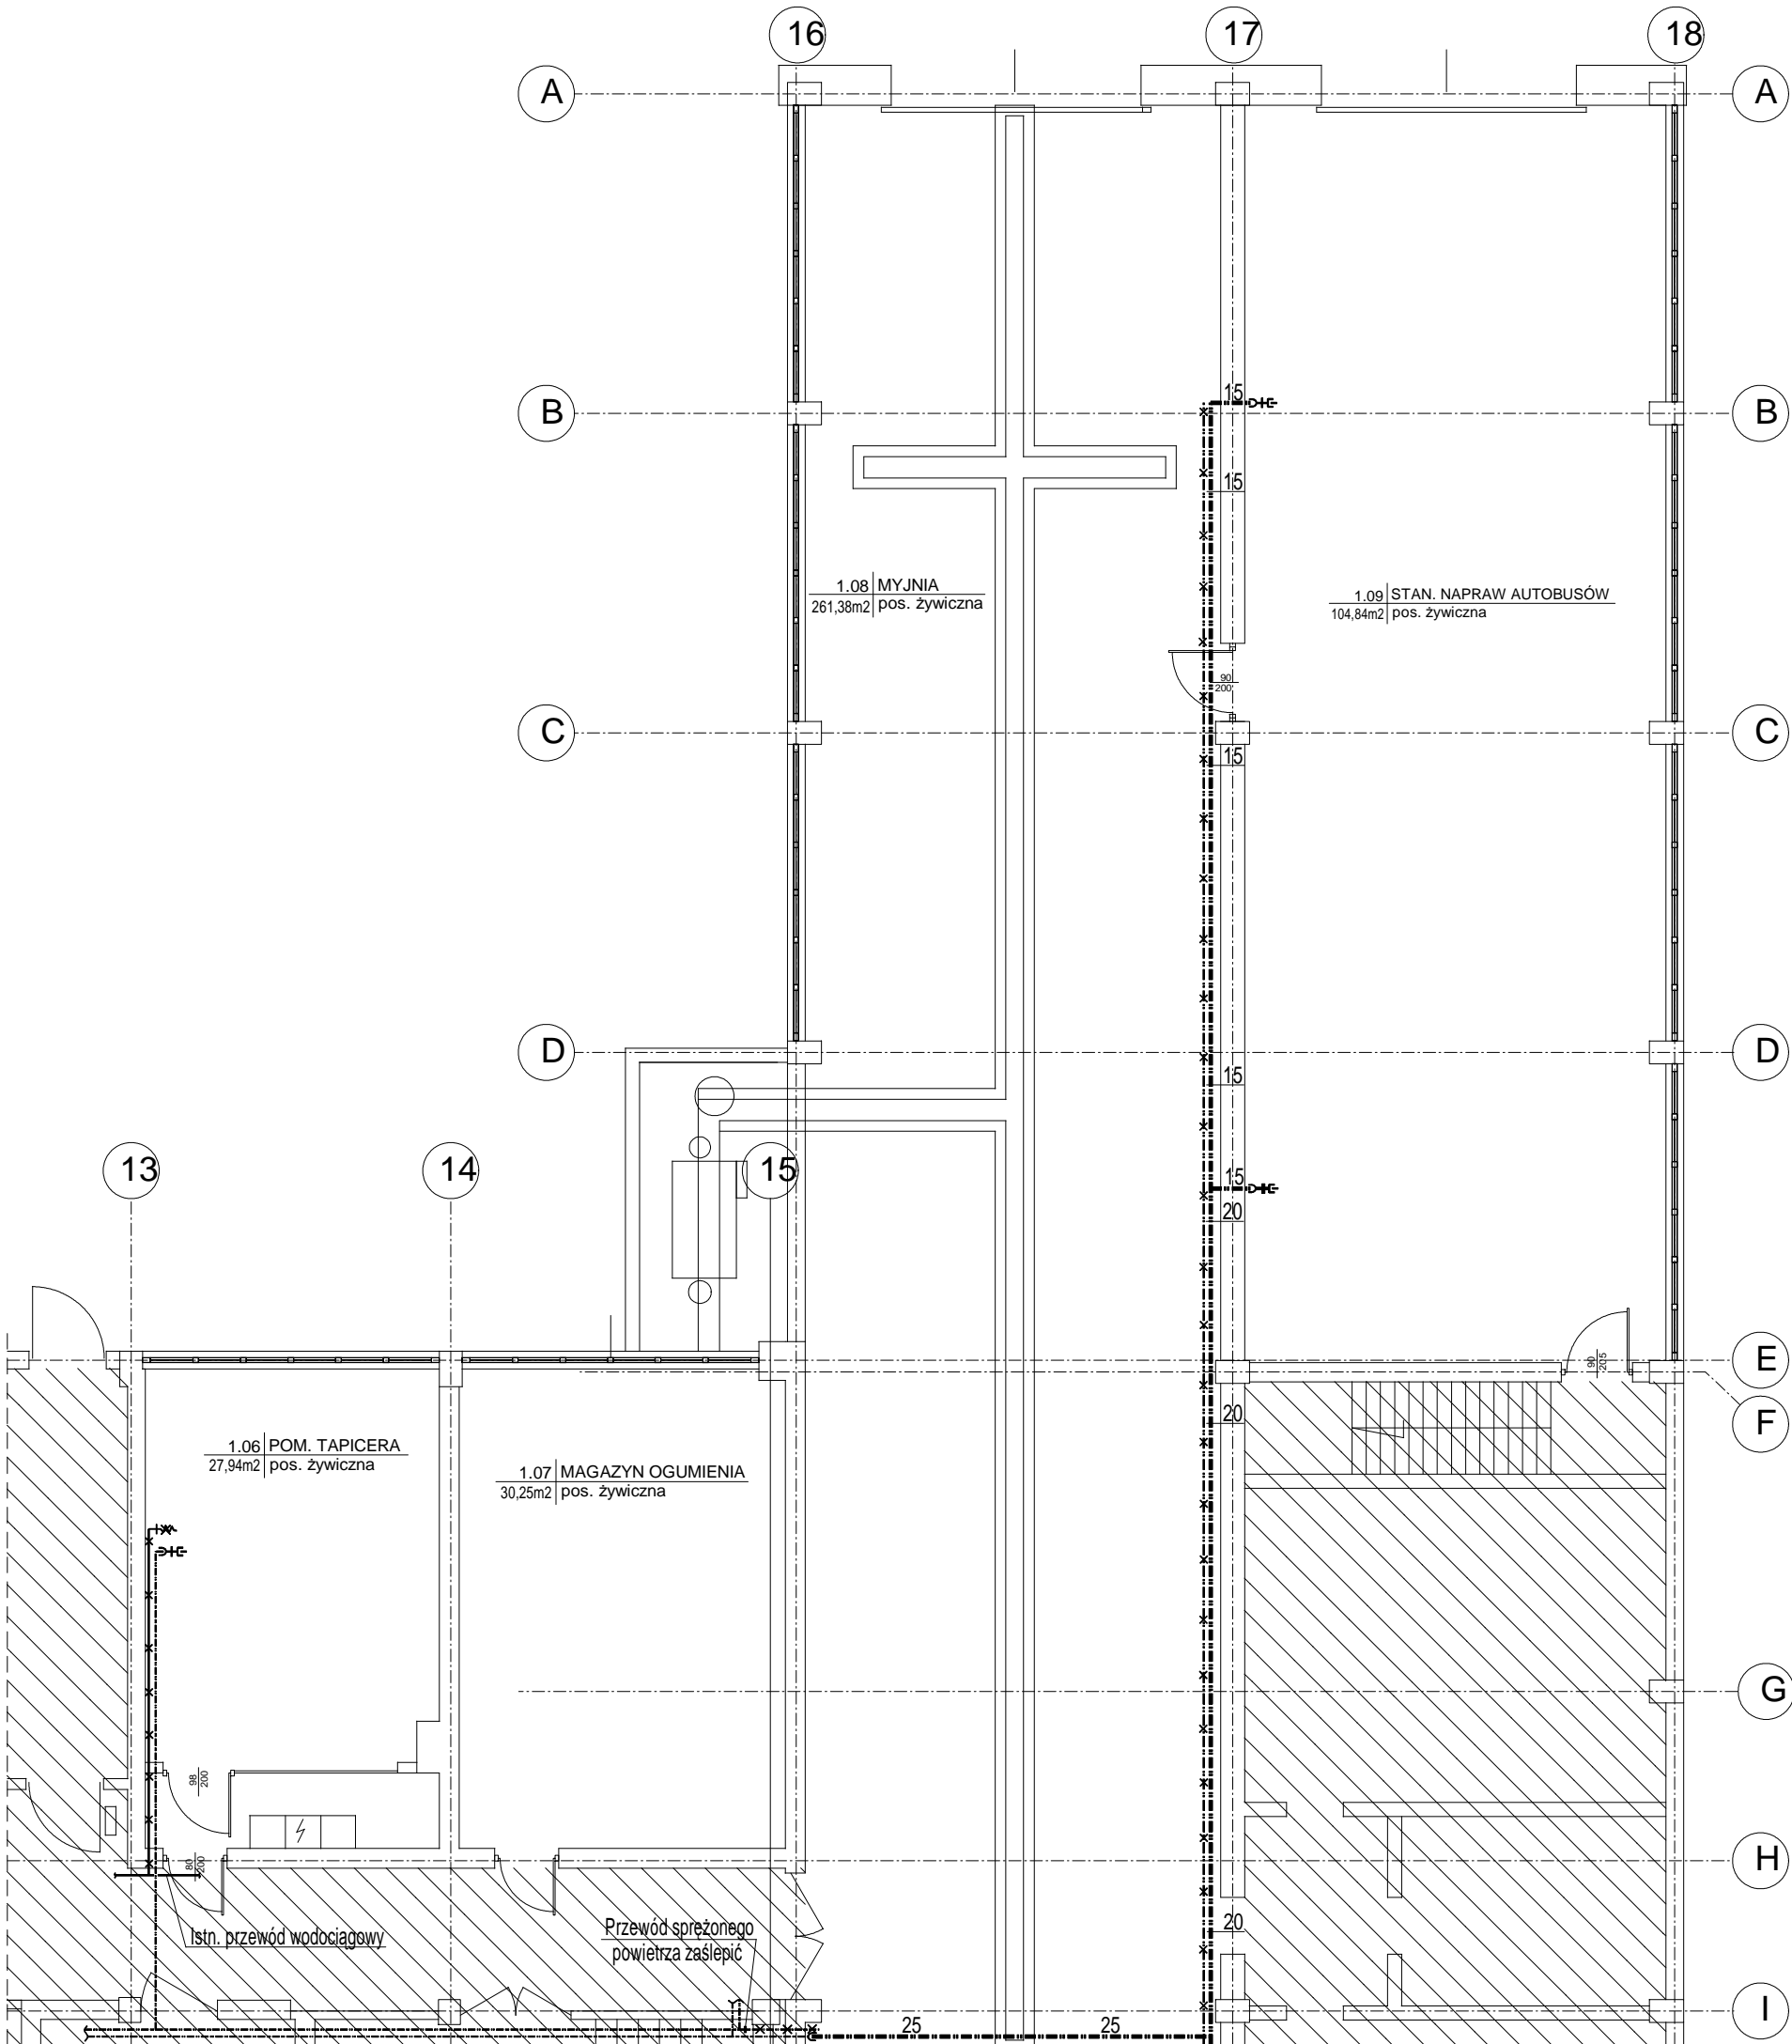 16
17
18
A
A
15
B
B
15
1.08 MYJNIA
261,38m2 pos. żywiczna
1.09 STAN. NAPRAW AUTOBUSÓW
104,84m2 pos. żywiczna
90
200
C
C
15
D
D
15
13
14
15
15
20
90
205
E
F
20
1.06 POM. TAPICERA
27,94m2 pos. żywiczna
1.07 MAGAZYN OGUMIENIA
30,25m2 pos. żywiczna
G
98
200
80
200
H
Istn. przewód wodociągowy
Przewód sprężonego
powietrza zaślepić
20
I
25
25